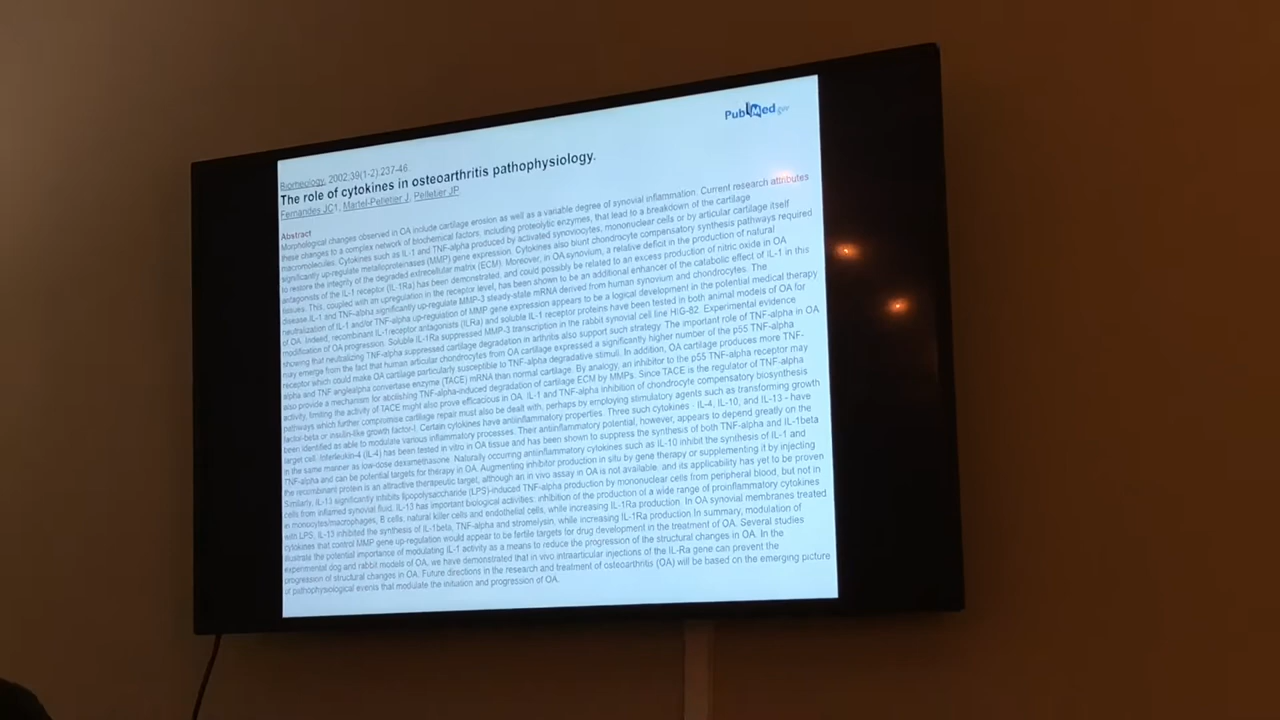 PubMed.gov
Biorheology. 2002;39(1-2):237-46.
The role of cytokines in osteoarthritis pathophysiology.
Fernandes JC1, Martel-Pelletier J, Pelletier JP
Abstract
Morphological changes observed in OA include cartilage erosion as well as a variable degree of synovial inflammation. Current research attributes
these changes to a complex network of biochemical factors, including proteolytic enzymes, that lead to a breakdown of the cartilage
macromolecules. Cytokines such as IL-1 and TNF-alpha produced by activated synoviocytes, mononuclear cells or by articular cartilage itself
significantly up-regulate metalloproteinases (MMP) gene expression. Cytokines also blunt chondrocyte compensatory synthesis pathways required
to restore the integrity of the degraded extracellular matrix (ECM). Moreover, in OA synovium, a relative deficit in the production of natural
antagonists of the IL-1 receptor (IL-1Ra) has been demonstrated, and could possibly be related to an excess production of nitric oxide in OA
tissues. This, coupled with an upregulation in the receptor level, has been shown to be an additional enhancer of the catabolic effect of IL-1 in this
disease.IL-1 and TNF-alpha significantly up-regulate MMP-3 steady-state mRNA derived from human synovium and chondrocytes. The
neutralization of IL-1 and/or TNF-alpha up-regulation of MMP gene expression appears to be a logical development in the potential medical therapy
of OA. Indeed, recombinant IL-1receptor antagonists (ILRa) and soluble IL-1 receptor proteins have been tested in both animal models of OA for
modification of OA progression. Soluble IL-1Ra suppressed MMP-3 transcription in the rabbit synovial cell line HIG-82. Experimental evidence
showing that neutralizing TNF-alpha suppressed cartilage degradation in arthritis also support such strategy. The important role of TNF-alpha in OA
may emerge from the fact that human articular chondrocytes from OA cartilage expressed a significantly higher number of the p55 TNF-alpha
receptor which could make OA cartilage particularly susceptible to TNF-alpha degradative stimuli. In addition, OA cartilage produces more TNF-
alpha and TNF anglealpha convertase enzyme (TACE) mRNA than normal cartilage. By analogy, an inhibitor to the p55 TNF-alpha receptor may
also provide a mechanism for abolishing TNF-alpha-induced degradation of cartilage ECM by MMPs. Since TACE is the regulator of TNF-alpha
activity, limiting the activity of TACE might also prove efficacious in OA. IL-1 and TNF-alpha inhibition of chondrocyte compensatory biosynthesis
pathways which further compromise cartilage repair must also be dealt with, perhaps by employing stimulatory agents such as transforming growth
factor-beta or insulin-like growth factor-I. Certain cytokines have antiinflammatory properties. Three such cytokines - IL-4, IL-10, and IL-13 - have
been identified as able to modulate various inflammatory processes. Their antiinflammatory potential, however, appears to depend greatly on the
target cell. Interleukin-4 (IL-4) has been tested in vitro in OA tissue and has been shown to suppress the synthesis of both TNF-alpha and IL-1beta
in the same manner as low-dose dexamethasone. Naturally occurring antiinflammatory cytokines such as IL-10 inhibit the synthesis of IL-1 and
TNF-alpha and can be potential targets for therapy in OA. Augmenting inhibitor production in situ by gene therapy or supplementing it by injecting
the recombinant protein is an attractive therapeutic target, although an in vivo assay in OA is not available, and its applicability has yet to be proven
Similarly, IL-13 significantly inhibits lipopolysaccharide (LPS)-induced TNF-alpha production by mononuclear cells from peripheral blood, but not in
cells from inflamed synovial fluid. IL-13 has important biological activities: inhibition of the production of a wide range of proinflammatory cytokines
in monocytes/macrophages, B cells, natural killer cells and endothelial cells, while increasing IL-1Ra production. In OA synovial membranes treated
with LPS, IL-13 inhibited the synthesis of IL-1beta, TNF-alpha and stromelysin, while increasing IL-1Ra production.In summary, modulation of
cytokines that control MMP gene up-regulation would appear to be fertile targets for drug development in the treatment of OA. Several studies
illustrate the potential importance of modulating IL-1 activity as a means to reduce the progression of the structural changes in OA. In the
experimental dog and rabbit models of OA, we have demonstrated that in vivo intraarticular injections of the IL-Ra gene can prevent the
progression of structural changes in OA. Future directions in the research and treatment of osteoarthritis (OA) will be based on the emerging picture
of pathophysiological events that modulate the initiation and progression of OA.